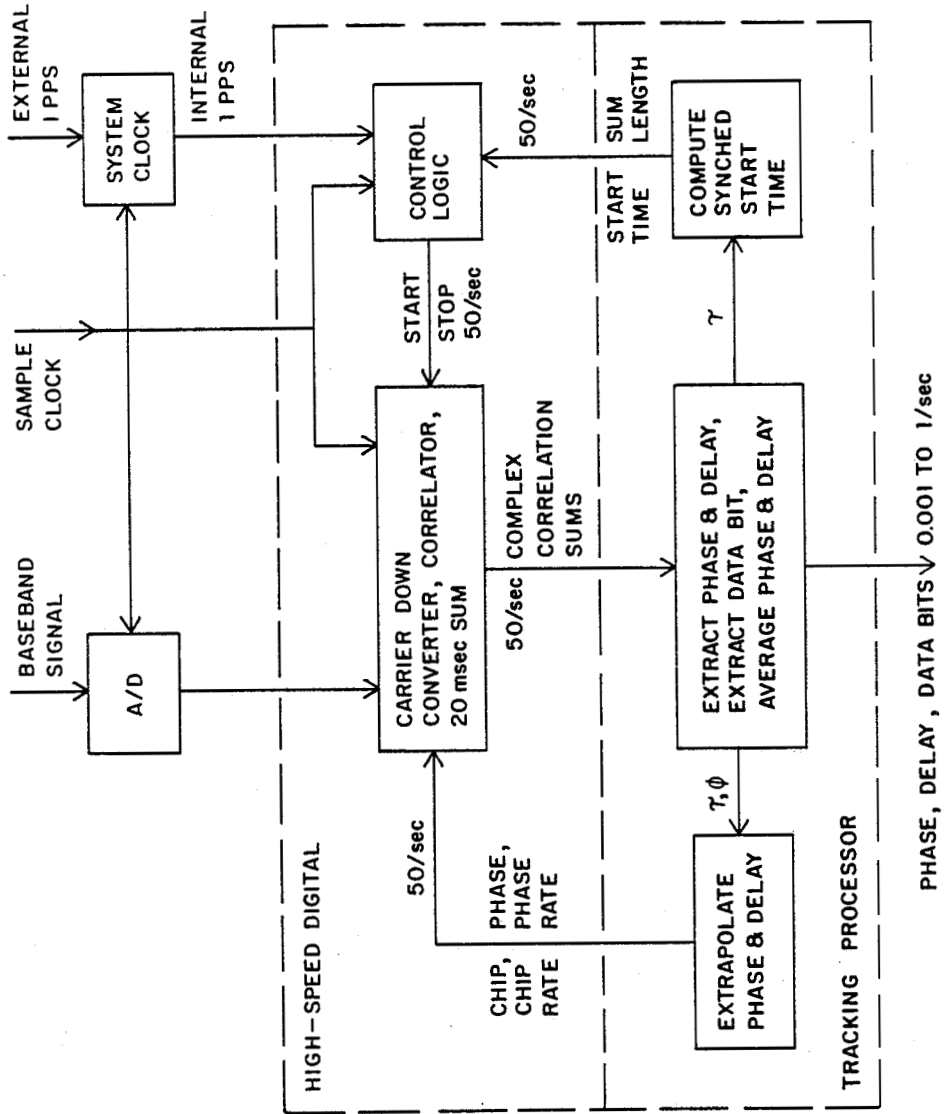 BASEBAND
SIGNAL
SAMPLE
CLOCK
EXTERNAL
1 PPS
A/D
SYSTEM
CLOCK
INTERNAL
1 PPS
HIGH-SPEED DIGITAL
CARRIER DOWN
CONVERTER, CORRELATOR,
20 msec SUM
START
STOP
50/sec
CONTROL
LOGIC
50/sec
CHIP,
CHIP
RATE
PHASE,
PHASE
RATE
50/sec
COMPLEX
CORRELATION
SUMS
50/sec
START
TIME
SUM
LENGTH
EXTRAPOLATE
PHASE & DELAY
τ, ϕ
EXTRACT PHASE & DELAY,
EXTRACT DATA BIT,
AVERAGE PHASE & DELAY
τ
COMPUTE
SYNCHED
START
TIME
TRACKING PROCESSOR
PHASE, DELAY, DATA BITS 0.001 TO 1/sec